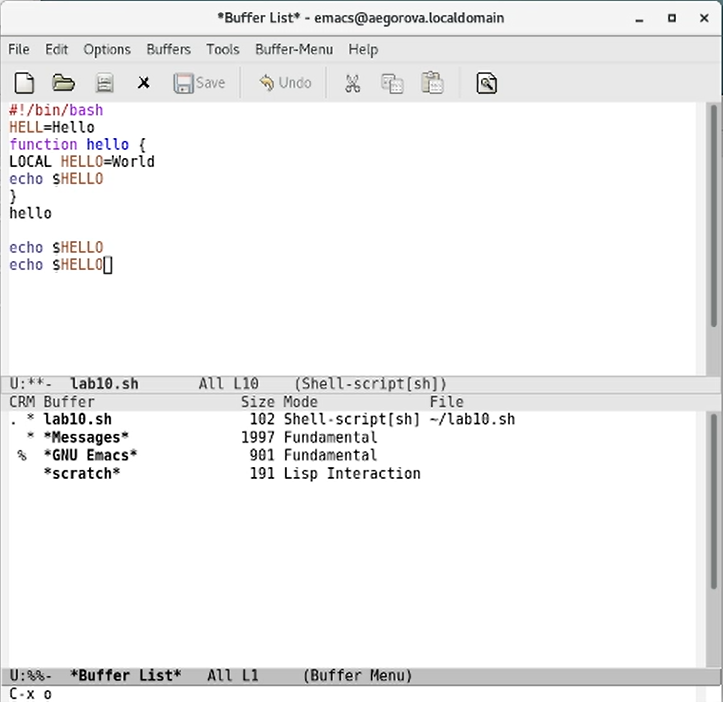 *Buffer List* - emacs@aegorova.localdomain
File Edit Options Buffers Tools Buffer-Menu Help
Save Undo
#!/bin/bash
HELL=Hello
function hello {
LOCAL HELLO=World
echo $HELLO
}
hello
echo $HELLO
echo $HELLO
U:**- lab10.sh All L10 (Shell-script[sh])
CRM Buffer Size Mode File
. * lab10.sh 102 Shell-script[sh] ~/lab10.sh
* *Messages* 1997 Fundamental
% *GNU Emacs* 901 Fundamental
*scratch* 191 Lisp Interaction
U:%%- *Buffer List* All L1 (Buffer Menu)
C-x o